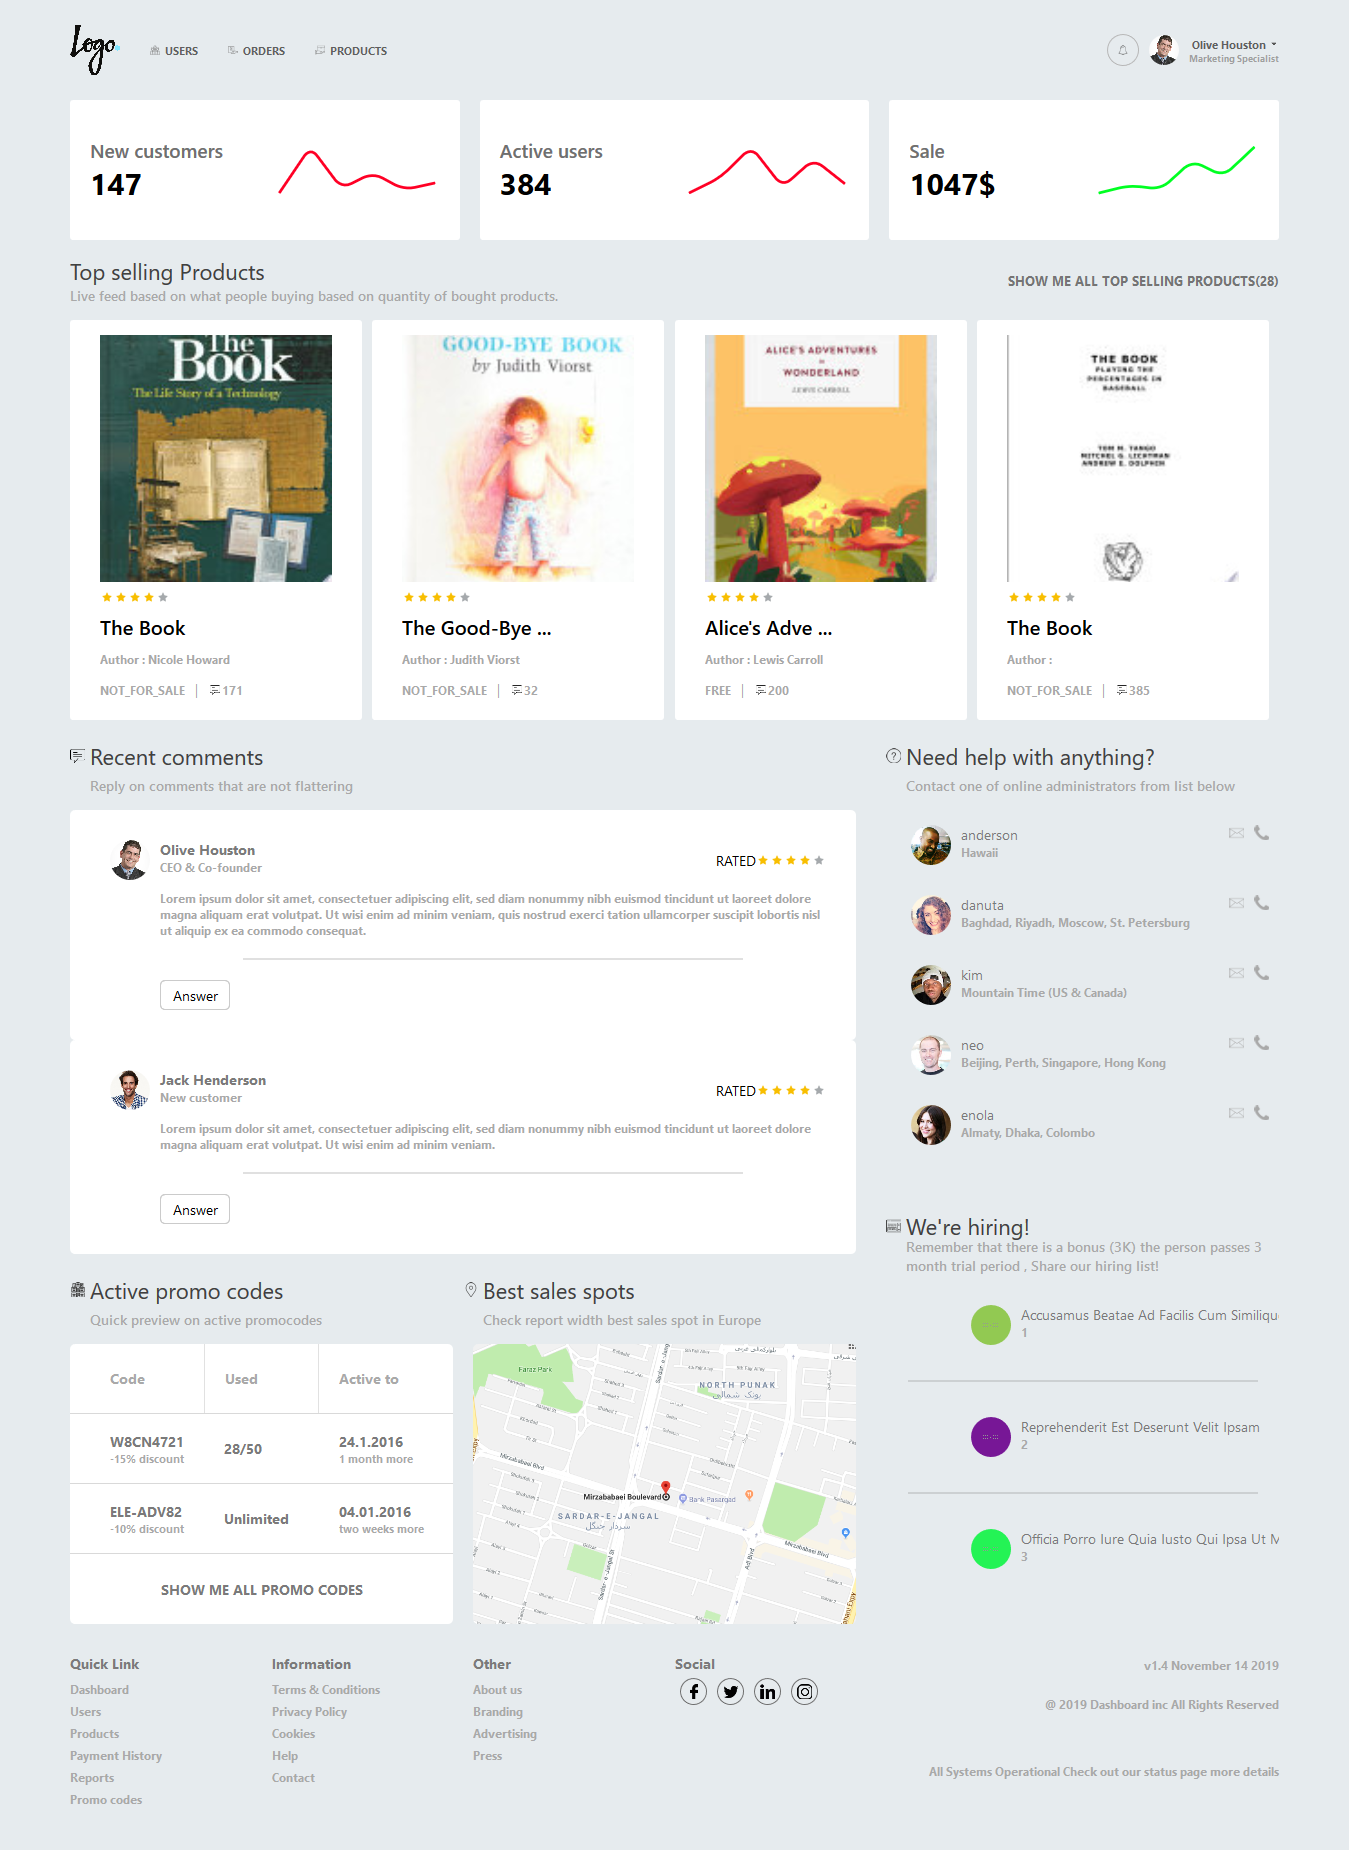 Logo
USERS
ORDERS
PRODUCTS
Olive Houston
Marketing Specialist
New customers
147
Active users
384
Sale
1047$
Top selling Products
Live feed based on what people buying based on quantity of bought products.
SHOW ME ALL TOP SELLING PRODUCTS(28)
The
Book
The Life Story of a Technology
The Book
Author : Nicole Howard
NOT_FOR_SALE | 171
GOOD-BYE BOOK
by Judith Viorst
The Good-Bye ...
Author : Judith Viorst
NOT_FOR_SALE | 32
ALICE'S ADVENTURES
WONDERLAND
LEWIS CARROLL
Alice's Adve ...
Author : Lewis Carroll
FREE | 200
THE BOOK
PLAYING THE
PERCENTAGES IN
BASEBALL
TOM M. TANGO
MITCHEL G. LICHTMAN
ANDREW E. DOLPHIN
The Book
Author :
NOT_FOR_SALE | 385
Recent comments
Reply on comments that are not flattering
Olive Houston
CEO & Co-founder
RATED
Lorem ipsum dolor sit amet, consectetuer adipiscing elit, sed diam nonummy nibh euismod tincidunt ut laoreet dolore
magna aliquam erat volutpat. Ut wisi enim ad minim veniam, quis nostrud exerci tation ullamcorper suscipit lobortis nisl
ut aliquip ex ea commodo consequat.
Answer
Jack Henderson
New customer
RATED
Lorem ipsum dolor sit amet, consectetuer adipiscing elit, sed diam nonummy nibh euismod tincidunt ut laoreet dolore
magna aliquam erat volutpat. Ut wisi enim ad minim veniam.
Answer
Need help with anything?
Contact one of online administrators from list below
anderson
Hawaii
danuta
Baghdad, Riyadh, Moscow, St. Petersburg
kim
Mountain Time (US & Canada)
neo
Beijing, Perth, Singapore, Hong Kong
enola
Almaty, Dhaka, Colombo
We're hiring!
Remember that there is a bonus (3K) the person passes 3
month trial period , Share our hiring list!
Accusamus Beatae Ad Facilis Cum Similiqu
1
Reprehenderit Est Deserunt Velit Ipsam
2
Officia Porro Iure Quia Iusto Qui Ipsa Ut M
3
Active promo codes
Quick preview on active promocodes
Code
Used
Active to
W8CN4721
-15% discount
28/50
24.1.2016
1 month more
ELE-ADV82
-10% discount
Unlimited
04.01.2016
two weeks more
SHOW ME ALL PROMO CODES
Best sales spots
Check report width best sales spot in Europe
Faraz Park
NORTH PUNAK
پونک شمالی
Mirzababaei Blvd
Mirzababaei Boulevard
Bank Pasargad
SARDAR-E-JANGAL
سردار جنگل
Mirzababaei Blvd
Quick Link
Dashboard
Users
Products
Payment History
Reports
Promo codes
Information
Terms & Conditions
Privacy Policy
Cookies
Help
Contact
Other
About us
Branding
Advertising
Press
Social
v1.4 November 14 2019
@ 2019 Dashboard inc All Rights Reserved
All Systems Operational Check out our status page more details